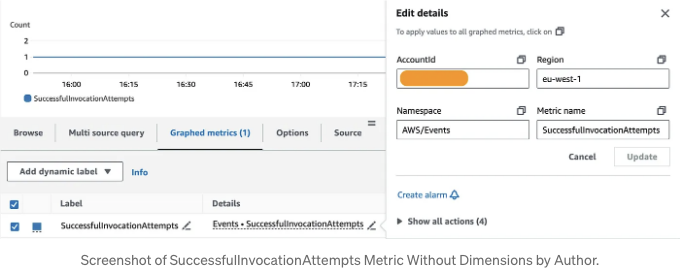 Count
2
1
0
16:00 16:15 16:30 16:45 17:00 17:15
SuccessfulInvocationAttempts
Browse Multi source query Graphed metrics (1) Options Source
Add dynamic label ▼ Info
Label Details
SuccessfulInvocationAttempts Events • SuccessfulInvocationAttempts
Edit details
To apply values to all graphed metrics, click on
AccountId Region
eu-west-1
Namespace Metric name
AWS/Events SuccessfulInvocationAttempts
Cancel Update
Create alarm
Show all actions (4)
Screenshot of SuccessfulInvocationAttempts Metric Without Dimensions by Author.